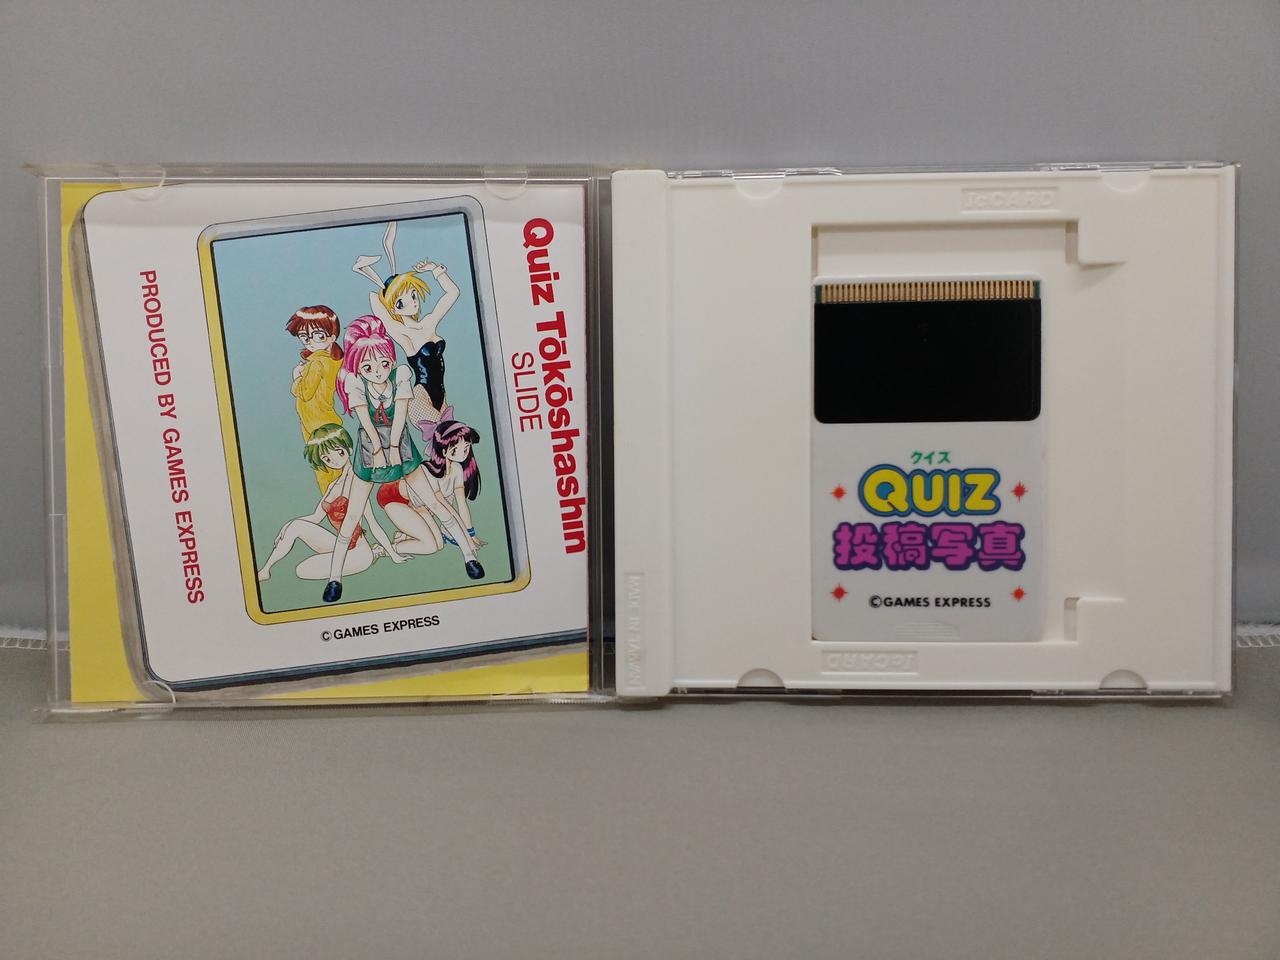 Quiz Tōkōshashin
SLIDE
PRODUCED BY GAMES EXPRESS
©GAMES EXPRESS
IcCARD
クイズ
QUIZ
投稿写真
©GAMES EXPRESS
IcCARD
MADE IN TAIWAN